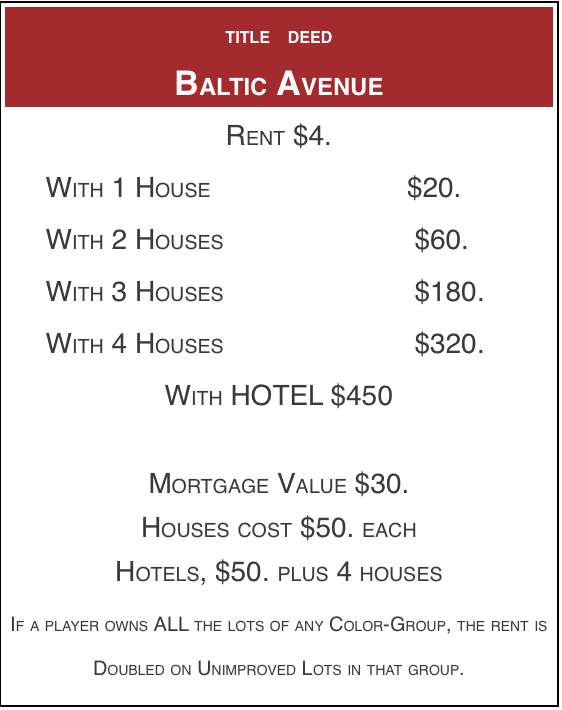 TITLE DEED
BALTIC AVENUE
RENT $4.
WITH 1 HOUSE $20.
WITH 2 HOUSES $60.
WITH 3 HOUSES $180.
WITH 4 HOUSES $320.
WITH HOTEL $450
MORTGAGE VALUE $30.
HOUSES COST $50. EACH
HOTELS, $50. PLUS 4 HOUSES
IF A PLAYER OWNS ALL THE LOTS OF ANY COLOR-GROUP, THE RENT IS
DOUBLED ON UNIMPROVED LOTS IN THAT GROUP.